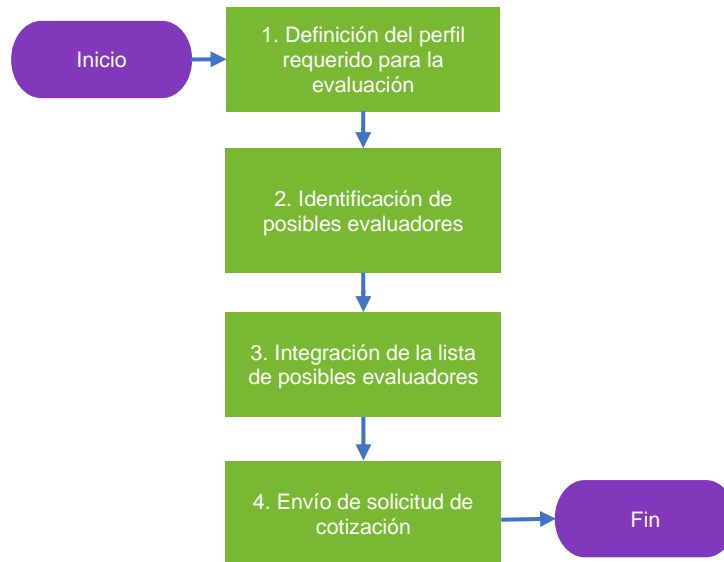 Inicio
1. Definición del perfil
requerido para la
evaluación
2. Identificación de
posibles evaluadores
3. Integración de la lista
de posibles evaluadores
4. Envío de solicitud de
cotización
Fin